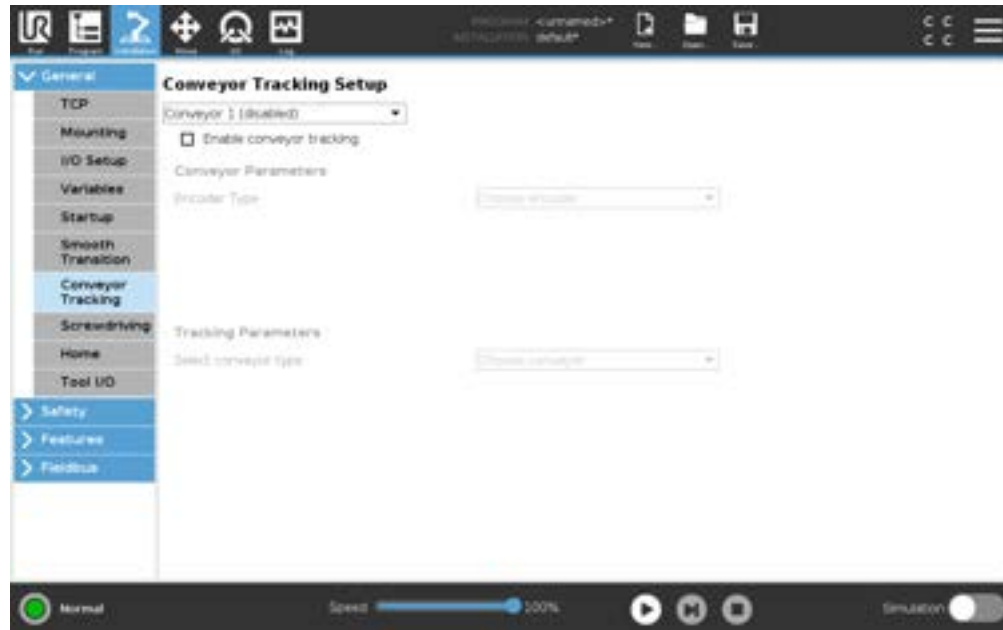 UR
Run Program Installation Move I/O Log
PROGRAM <unnamed>*
INSTALLATION default*
New... Open... Save...
C C
C C
General
TCP
Mounting
I/O Setup
Variables
Startup
Smooth
Transition
Conveyor
Tracking
Screwdriving
Home
Tool I/O
Safety
Features
Fieldbus
Conveyor Tracking Setup
Conveyor 1 (disabled)
Enable conveyor tracking
Conveyor Parameters
Encoder Type
Choose encoder
Tracking Parameters
Select conveyor type
Choose conveyor
Normal
Speed 100%
Simulation